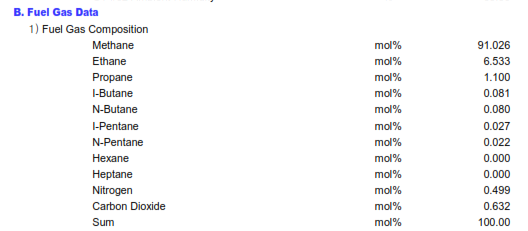 B. Fuel Gas Data
1) Fuel Gas Composition
Methane mol% 91.026
Ethane mol% 6.533
Propane mol% 1.100
I-Butane mol% 0.081
N-Butane mol% 0.080
I-Pentane mol% 0.027
N-Pentane mol% 0.022
Hexane mol% 0.000
Heptane mol% 0.000
Nitrogen mol% 0.499
Carbon Dioxide mol% 0.632
Sum mol% 100.00